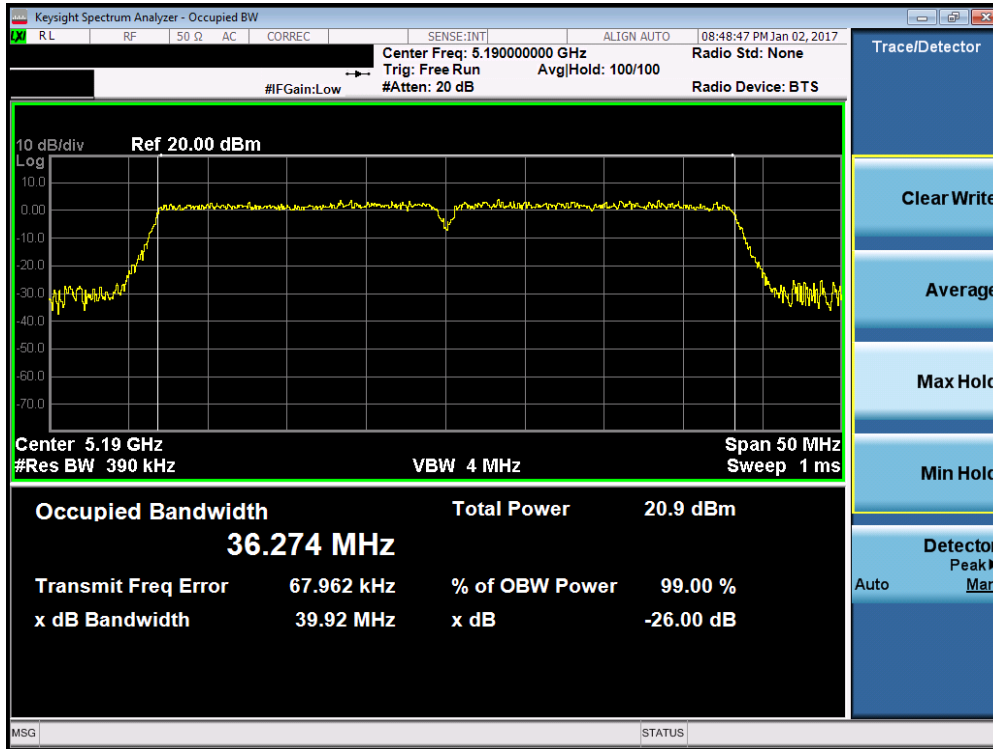 Keysight Spectrum Analyzer - Occupied BW
LXI RL RF 50 Ω AC CORREC SENSE:INT ALIGN AUTO 08:48:47 PM Jan 02, 2017
Center Freq: 5.190000000 GHz Radio Std: None
Trig: Free Run Avg|Hold: 100/100
#IFGain:Low #Atten: 20 dB Radio Device: BTS
Trace/Detector
10 dB/div Ref 20.00 dBm
Log
10.0
0.00
-10.0
-20.0
-30.0
-40.0
-50.0
-60.0
-70.0
Center 5.19 GHz Span 50 MHz
#Res BW 390 kHz VBW 4 MHz Sweep 1 ms
Occupied Bandwidth Total Power 20.9 dBm
36.274 MHz
Transmit Freq Error 67.962 kHz % of OBW Power 99.00 %
x dB Bandwidth 39.92 MHz x dB -26.00 dB
Clear Write
Average
Max Hold
Min Hold
Detector
Peak
Auto Man
MSG STATUS